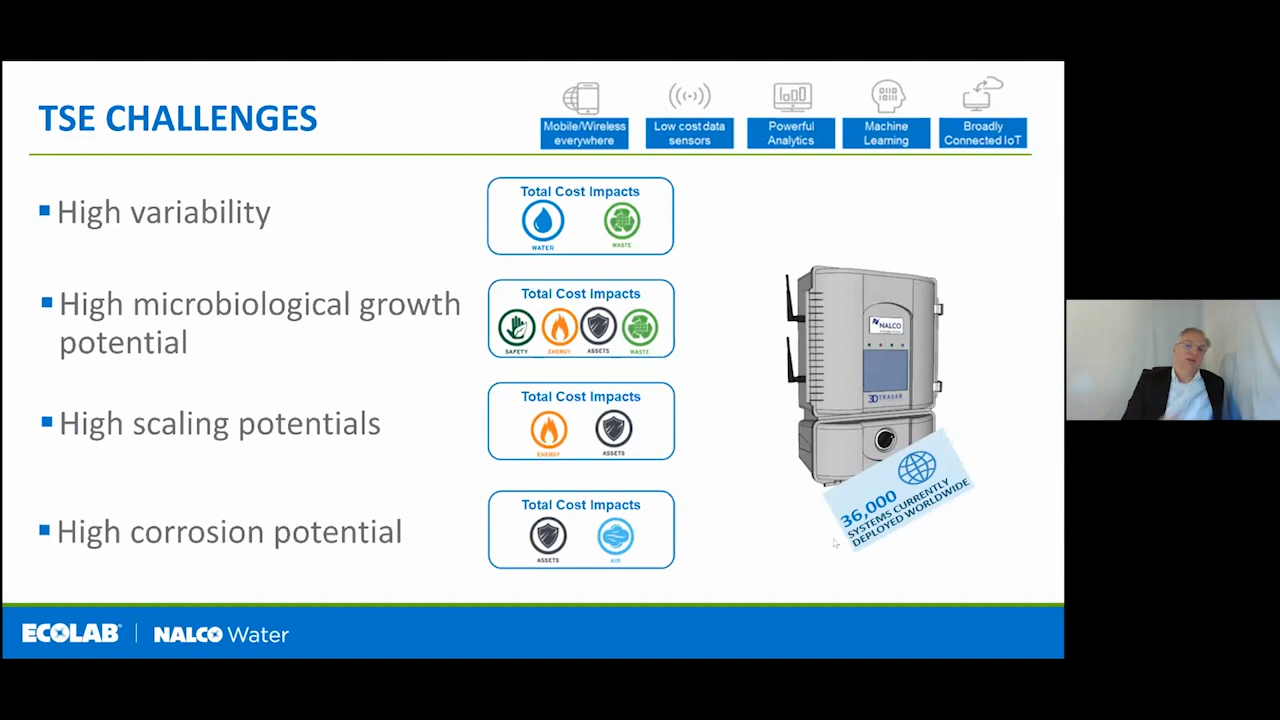 TSE CHALLENGES
Mobile/Wireless
everywhere
Low cost data
sensors
Powerful
Analytics
Machine
Learning
Broadly
Connected IoT
High variability
Total Cost Impacts
WATER
WASTE
High microbiological growth
potential
Total Cost Impacts
SAFETY
ENERGY
ASSETS
WASTE
High scaling potentials
Total Cost Impacts
ENERGY
ASSETS
High corrosion potential
Total Cost Impacts
ASSETS
AIR
NALCO
3D TRASAR
36,000
SYSTEMS CURRENTLY
DEPLOYED WORLDWIDE
ECOLAB® | NALCO Water